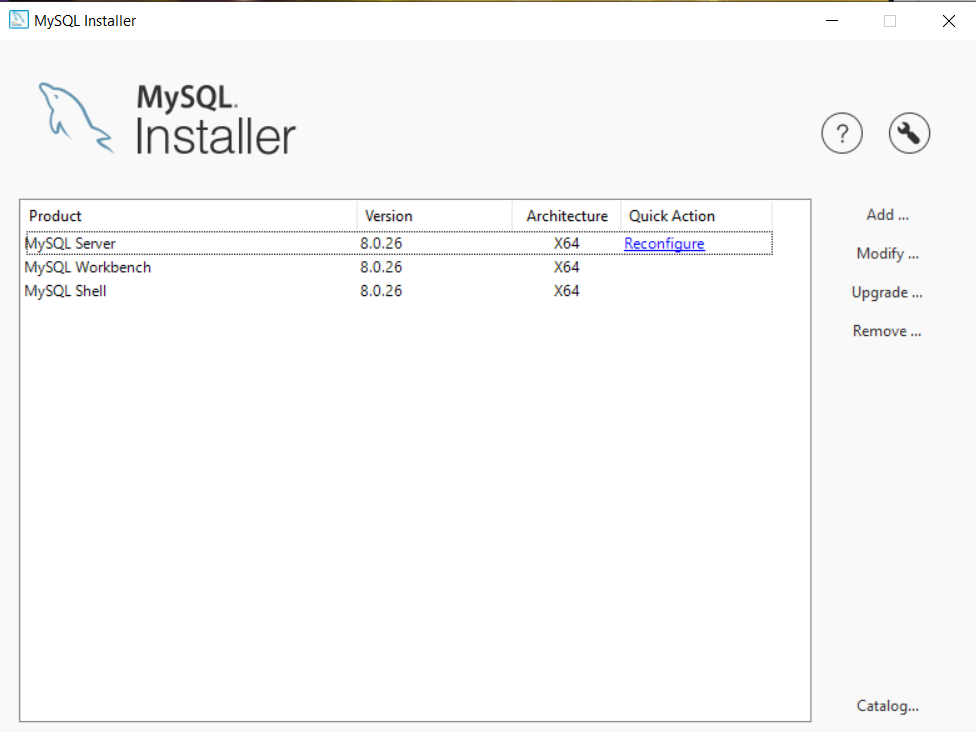 MySQL Installer
MySQL.
Installer
?
Product Version Architecture Quick Action
MySQL Server 8.0.26 X64 Reconfigure
MySQL Workbench 8.0.26 X64
MySQL Shell 8.0.26 X64
Add ...
Modify ...
Upgrade ...
Remove ...
Catalog...